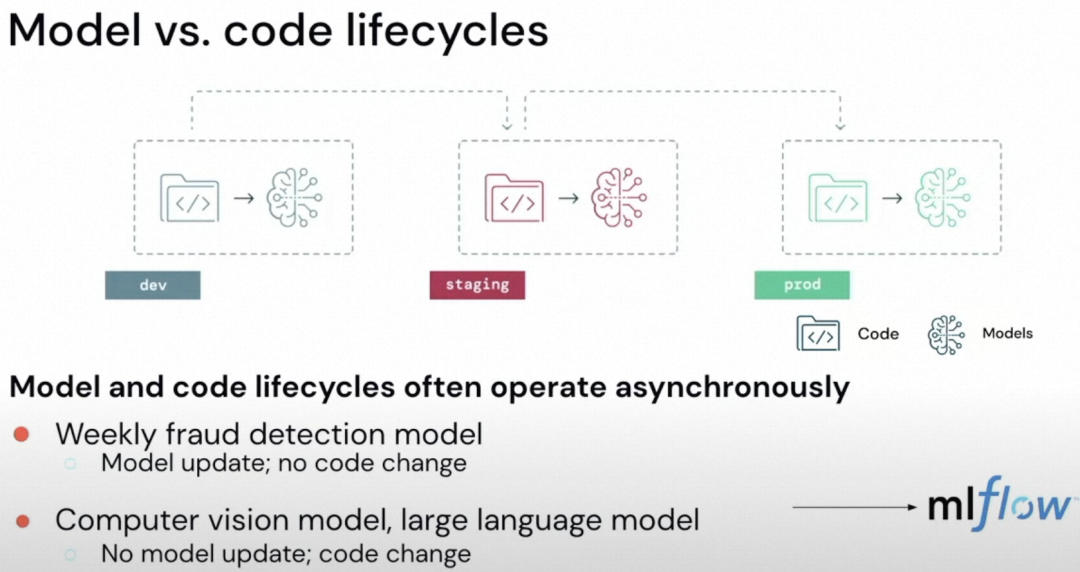 Model vs. code lifecycles
</>
</>
</>
dev
staging
prod
</>
Code
Models
Model and code lifecycles often operate asynchronously
Weekly fraud detection model
Model update; no code change
Computer vision model, large language model
No model update; code change
mlflow™